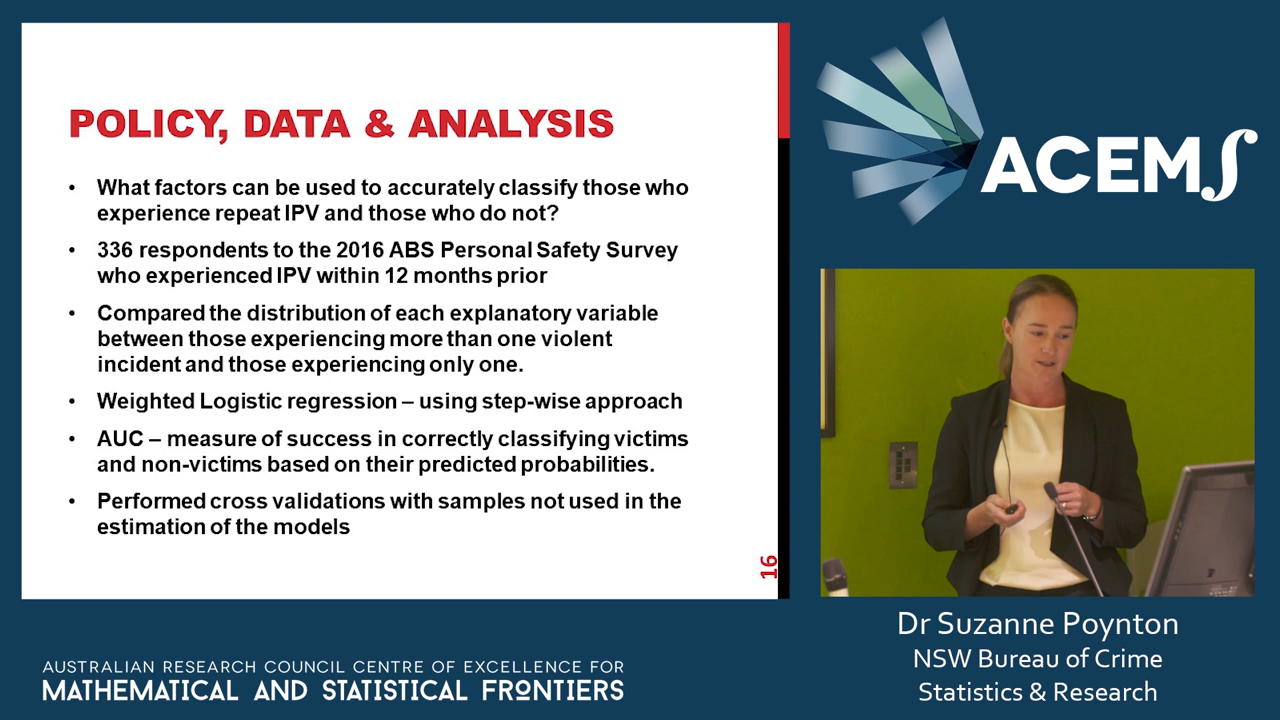 POLICY, DATA & ANALYSIS
• What factors can be used to accurately classify those who
experience repeat IPV and those who do not?
• 336 respondents to the 2016 ABS Personal Safety Survey
who experienced IPV within 12 months prior
• Compared the distribution of each explanatory variable
between those experiencing more than one violent
incident and those experiencing only one.
• Weighted Logistic regression – using step-wise approach
• AUC – measure of success in correctly classifying victims
and non-victims based on their predicted probabilities.
• Performed cross validations with samples not used in the
estimation of the models
16
ACEMS
Dr Suzanne Poynton
NSW Bureau of Crime
Statistics & Research
AUSTRALIAN RESEARCH COUNCIL CENTRE OF EXCELLENCE FOR
MATHEMATICAL AND STATISTICAL FRONTIERS